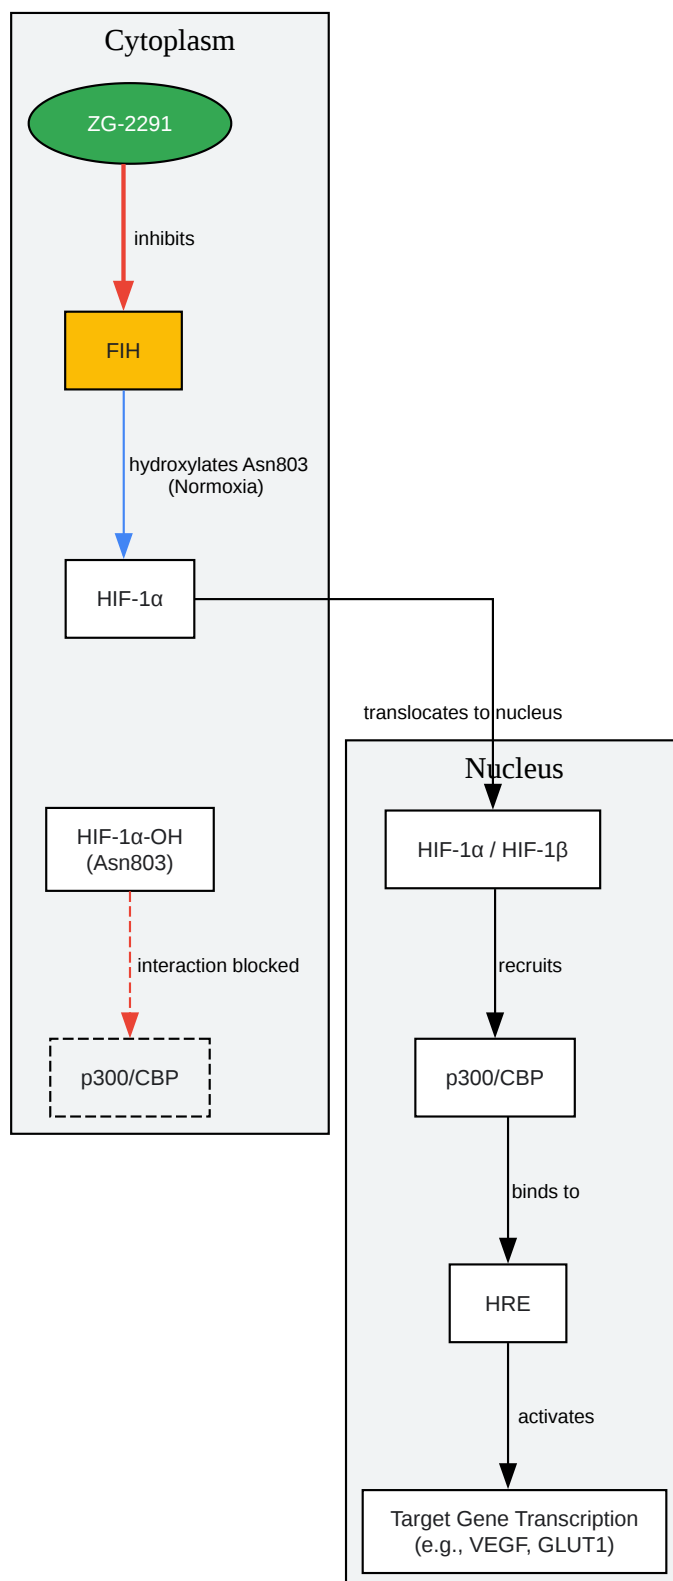 Cytoplasm
ZG-2291
inhibits
FIH
hydroxylates Asn803
(Normoxia)
HIF-1α
translocates to nucleus
Nucleus
HIF-1α-OH
(Asn803)
interaction blocked
p300/CBP
HIF-1α / HIF-1β
recruits
p300/CBP
binds to
HRE
activates
Target Gene Transcription
(e.g., VEGF, GLUT1)